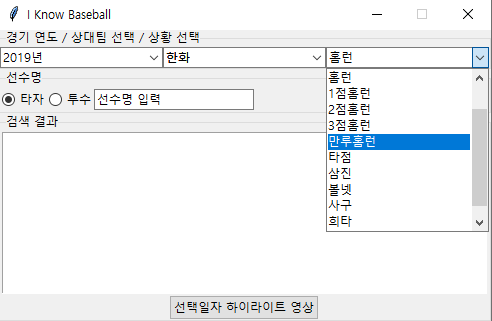 I Know Baseball
경기 연도 / 상대팀 선택 / 상황 선택
2019년 한화 홈런
선수명
타자 투수 선수명 입력
검색 결과
홈런
1점홈런
2점홈런
3점홈런
만루홈런
타점
삼진
볼넷
사구
희타
선택일자 하이라이트 영상